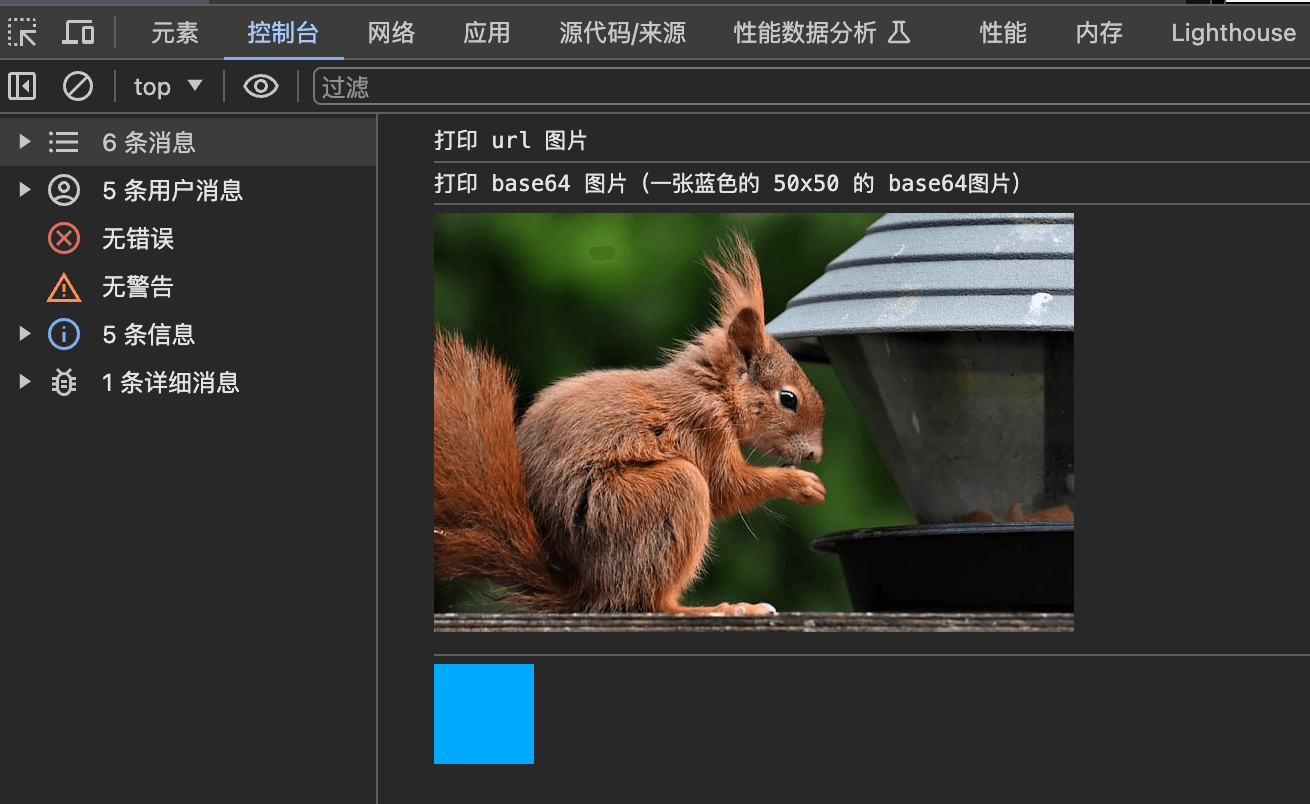 元素 控制台 网络 应用 源代码/来源 性能数据分析 性能 内存 Lighthouse
top 过滤
6 条消息
5 条用户消息
无错误
无警告
5 条信息
1 条详细消息
打印 url 图片
打印 base64 图片（一张蓝色的 50x50 的 base64图片）